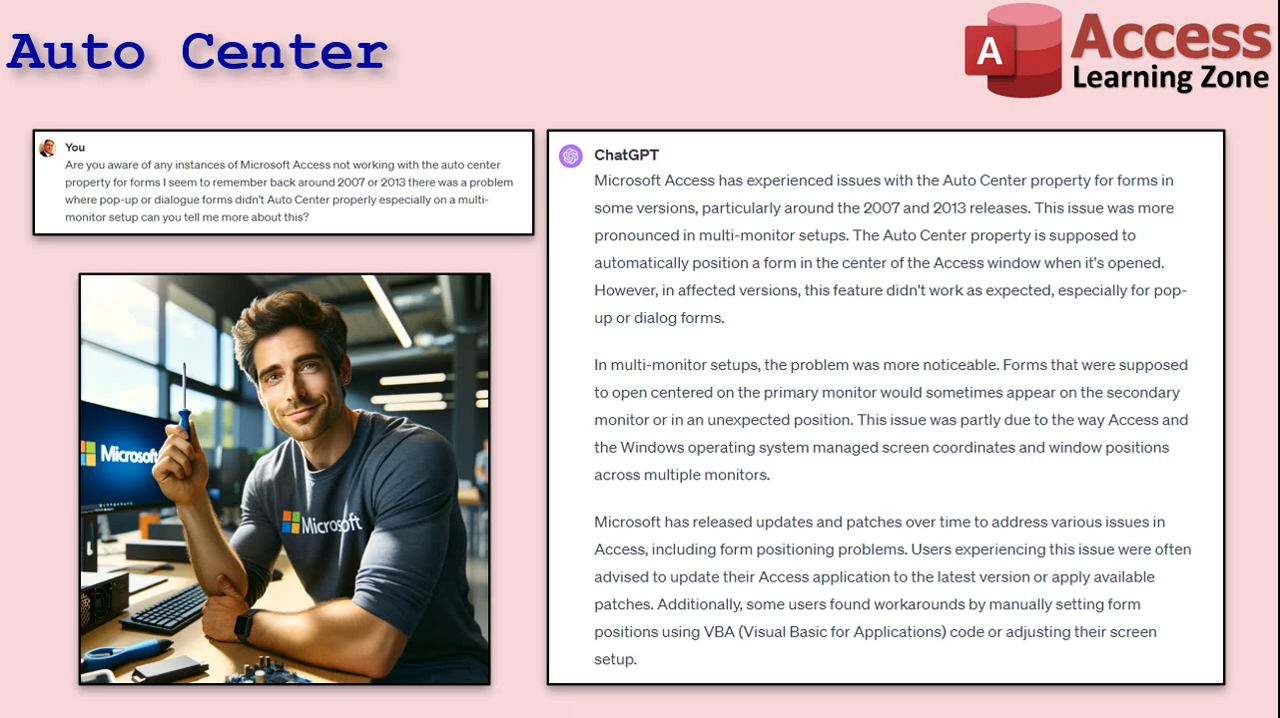 Auto Center
A
Access
Learning Zone
You
Are you aware of any instances of Microsoft Access not working with the auto center
property for forms I seem to remember back around 2007 or 2013 there was a problem
where pop-up or dialogue forms didn't Auto Center properly especially on a multi-
monitor setup can you tell me more about this?
Microsoft
Microsoft
ChatGPT
Microsoft Access has experienced issues with the Auto Center property for forms in
some versions, particularly around the 2007 and 2013 releases. This issue was more
pronounced in multi-monitor setups. The Auto Center property is supposed to
automatically position a form in the center of the Access window when it's opened.
However, in affected versions, this feature didn't work as expected, especially for pop-
up or dialog forms.
In multi-monitor setups, the problem was more noticeable. Forms that were supposed
to open centered on the primary monitor would sometimes appear on the secondary
monitor or in an unexpected position. This issue was partly due to the way Access and
the Windows operating system managed screen coordinates and window positions
across multiple monitors.
Microsoft has released updates and patches over time to address various issues in
Access, including form positioning problems. Users experiencing this issue were often
advised to update their Access application to the latest version or apply available
patches. Additionally, some users found workarounds by manually setting form
positions using VBA (Visual Basic for Applications) code or adjusting their screen
setup.